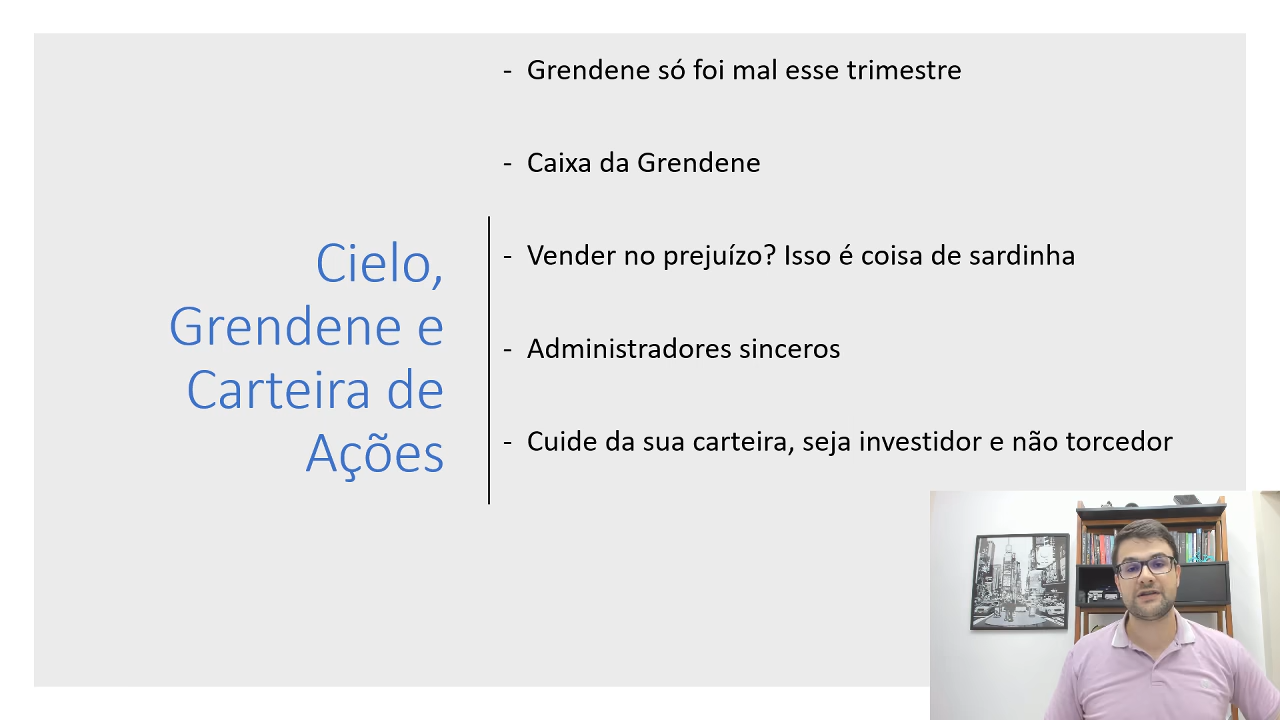 Cielo,
Grendene e
Carteira de
Ações
- Grendene só foi mal esse trimestre
- Caixa da Grendene
- Vender no prejuízo? Isso é coisa de sardinha
- Administradores sinceros
- Cuide da sua carteira, seja investidor e não torcedor